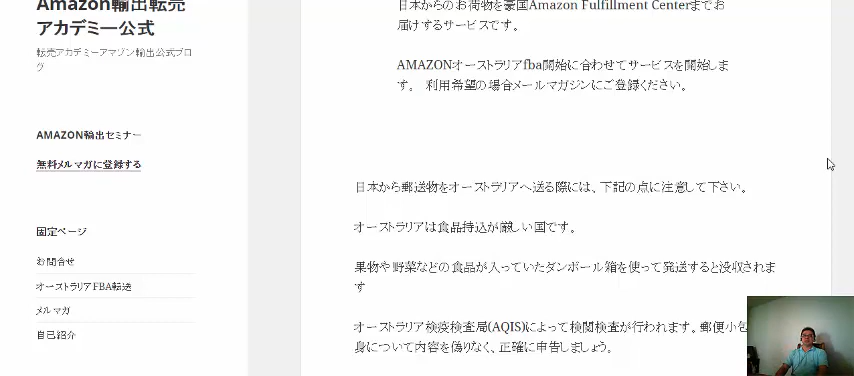 Amazon輸出転売
アカデミー公式
転売アカデミーアマゾン輸出公式ブロ
グ
AMAZON輸出セミナー
無料メルマガに登録する
固定ページ
お問合せ
オーストラリアFBA転送
メルマガ
自己紹介
日本からのお荷物を豪国Amazon Fulfillment Centerまでお
届けするサービスです。
AMAZONオーストラリアfba開始に合わせてサービスを開始しま
す。 利用希望の場合メールマガジンにご登録ください。
日本から郵送物をオーストラリアへ送る際には、下記の点に注意して下さい。
オーストラリアは食品持込が厳しい国です。
果物や野菜などの食品が入っていたダンボール箱を使って発送すると没収されま
す
オーストラリア検疫検査局(AQIS)によって検閲検査が行われます。郵便小包
身について内容を偽りなく、正確に申告しましょう。